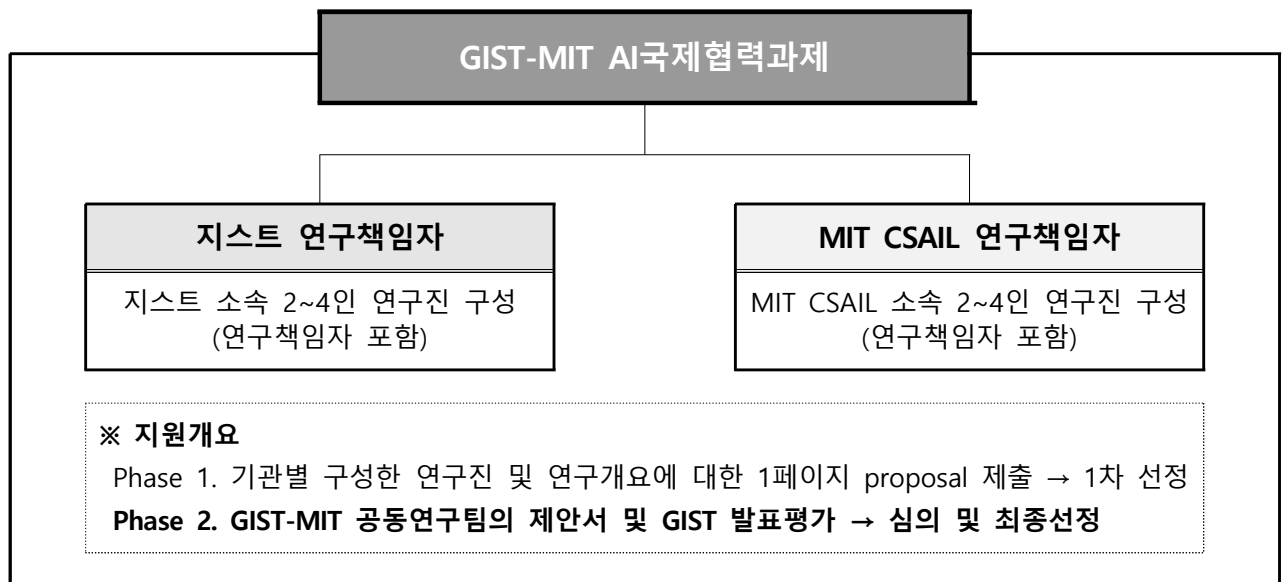 GIST-MIT AI국제협력과제
지스트 연구책임자
지스트 소속 2~4인 연구진 구성
(연구책임자 포함)
MIT CSAIL 연구책임자
MIT CSAIL 소속 2~4인 연구진 구성
(연구책임자 포함)
※ 지원개요
Phase 1. 기관별 구성한 연구진 및 연구개요에 대한 1페이지 proposal 제출 → 1차 선정
Phase 2. GIST-MIT 공동연구팀의 제안서 및 GIST 발표평가 → 심의 및 최종선정